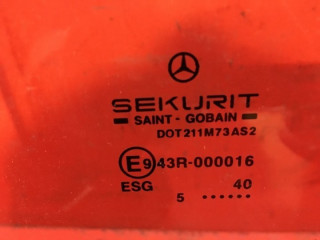 SEKURIT
SAINT - GOBAIN
DOT211M73AS2
E9 43R-000016
ESG 40
5 ••••••